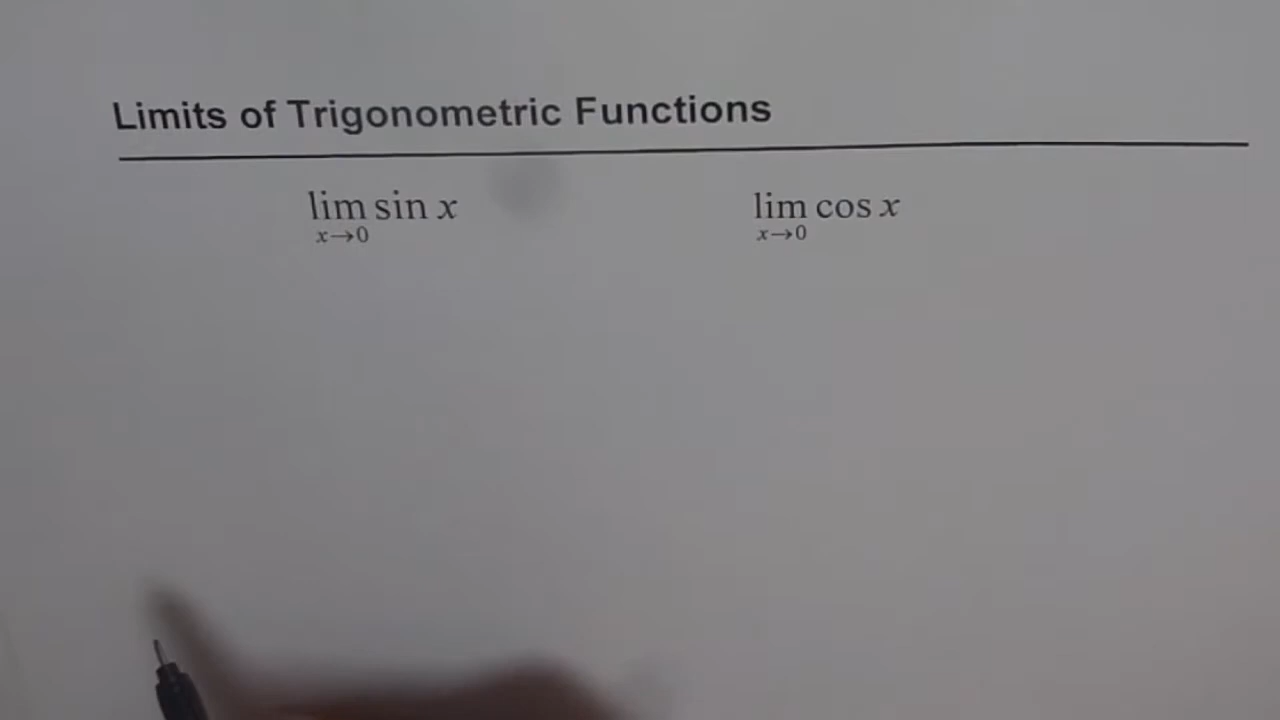 Limits of Trigonometric Functions
lim sin x lim cos x
x→0 x→0